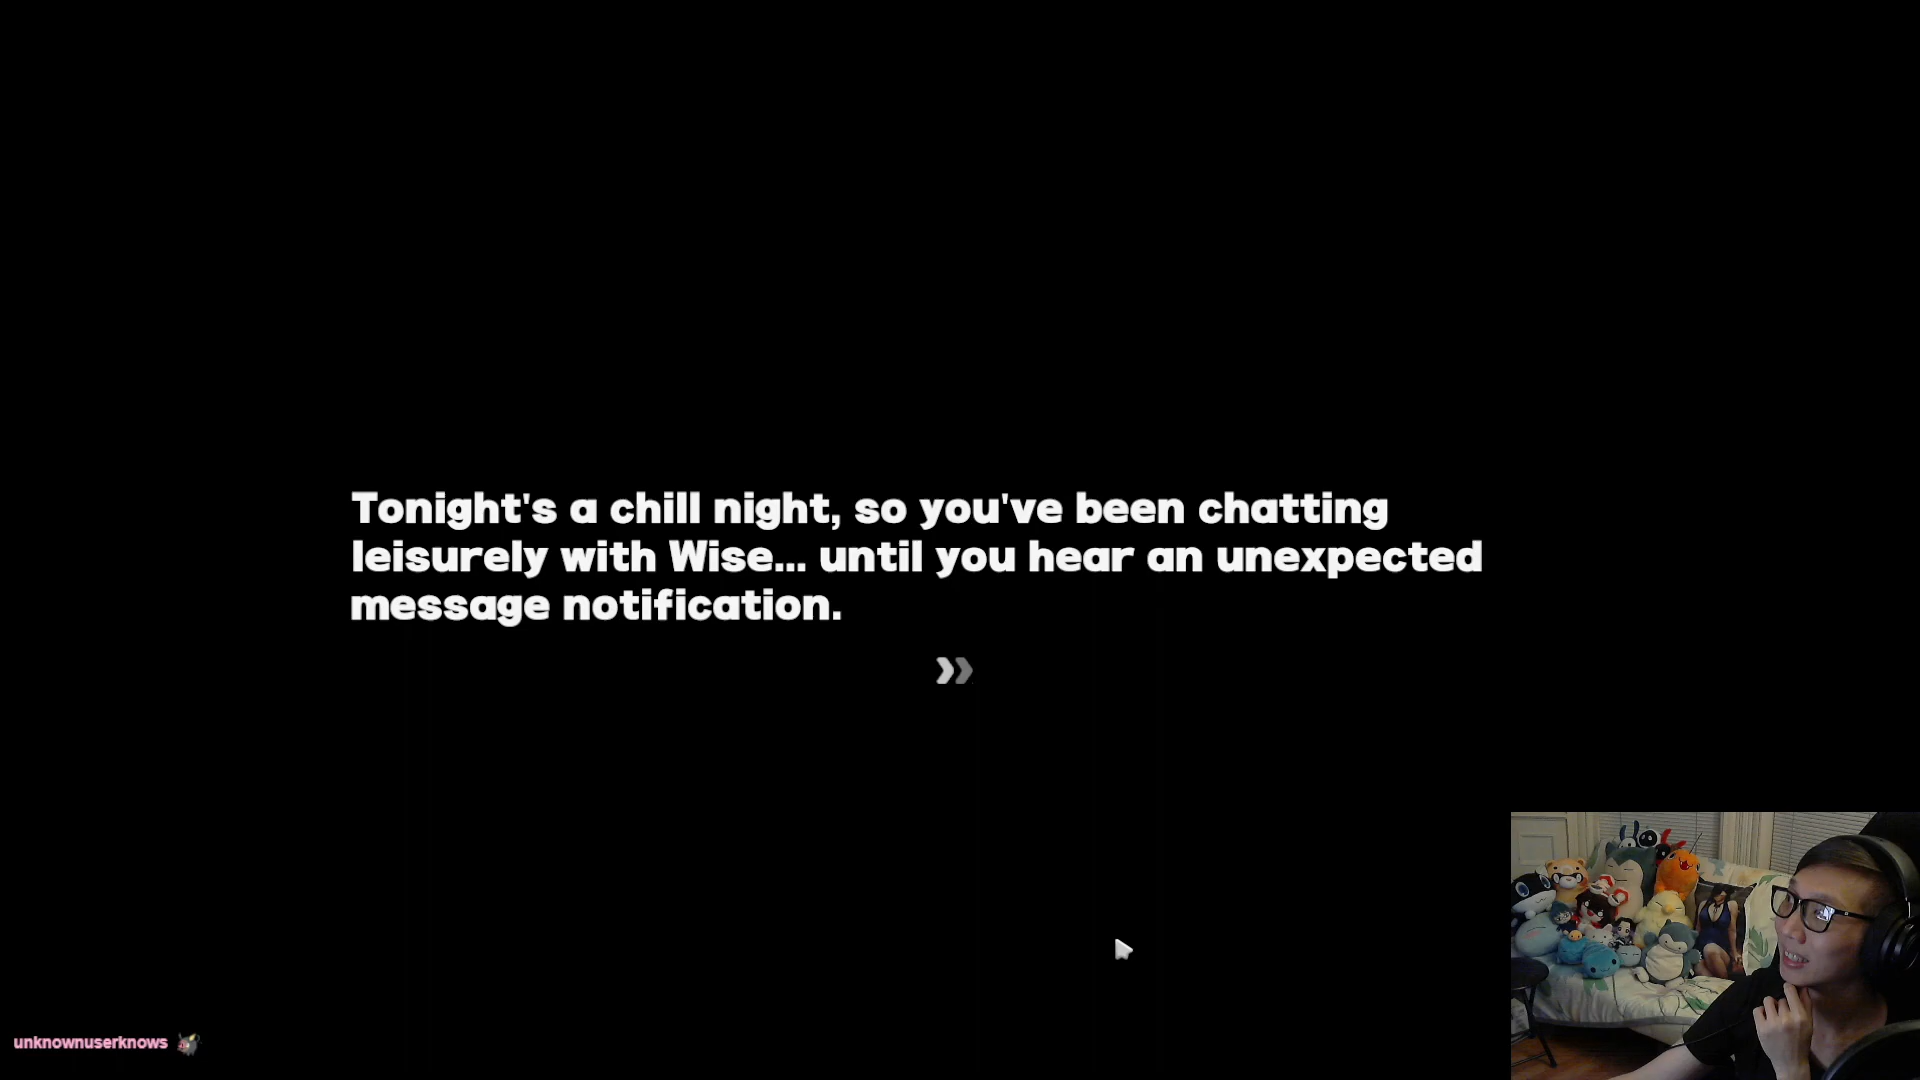 Tonight's a chill night, so you've been chatting
leisurely with Wise... until you hear an unexpected
message notification.
unknownuserknows